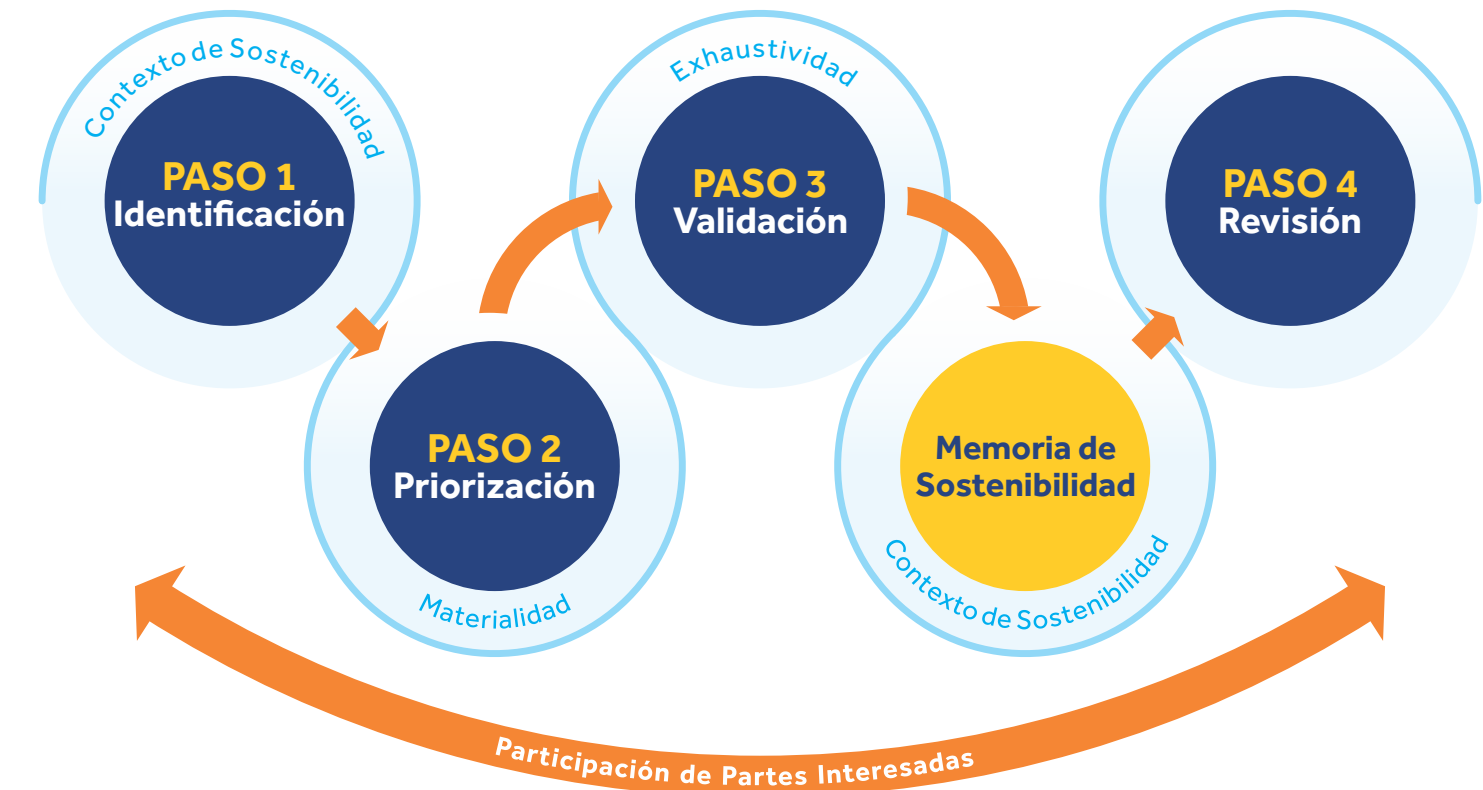 Contexto de Sostenibilidad
PASO 1
Identificación
Materialidad
PASO 2
Priorización
Exhaustividad
PASO 3
Validación
Memoria de
Sostenibilidad
Contexto de Sostenibilidad
PASO 4
Revisión
Participación de Partes Interesadas